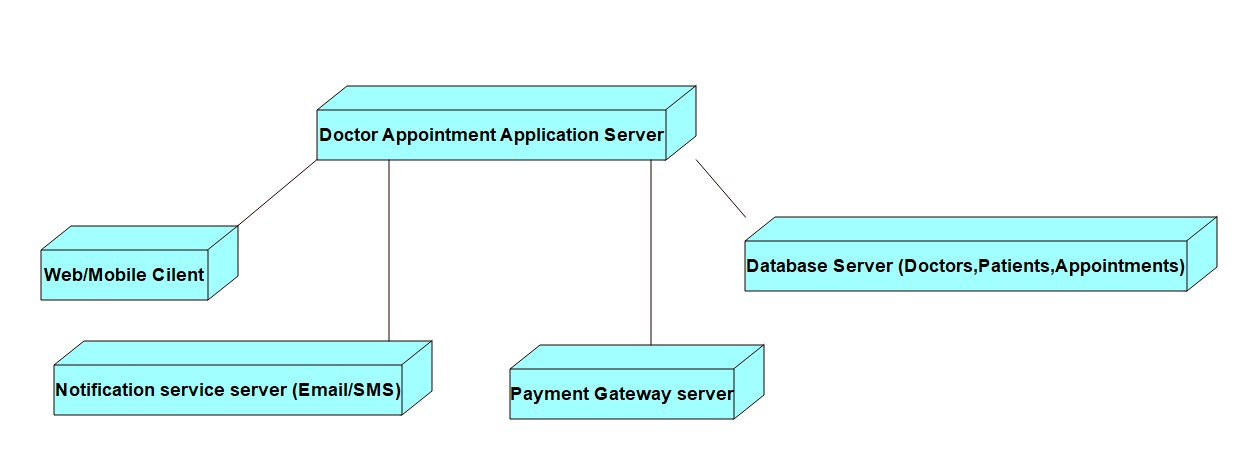 Doctor Appointment Application Server
Web/Mobile Cilent
Database Server (Doctors,Patients,Appointments)
Notification service server (Email/SMS)
Payment Gateway server